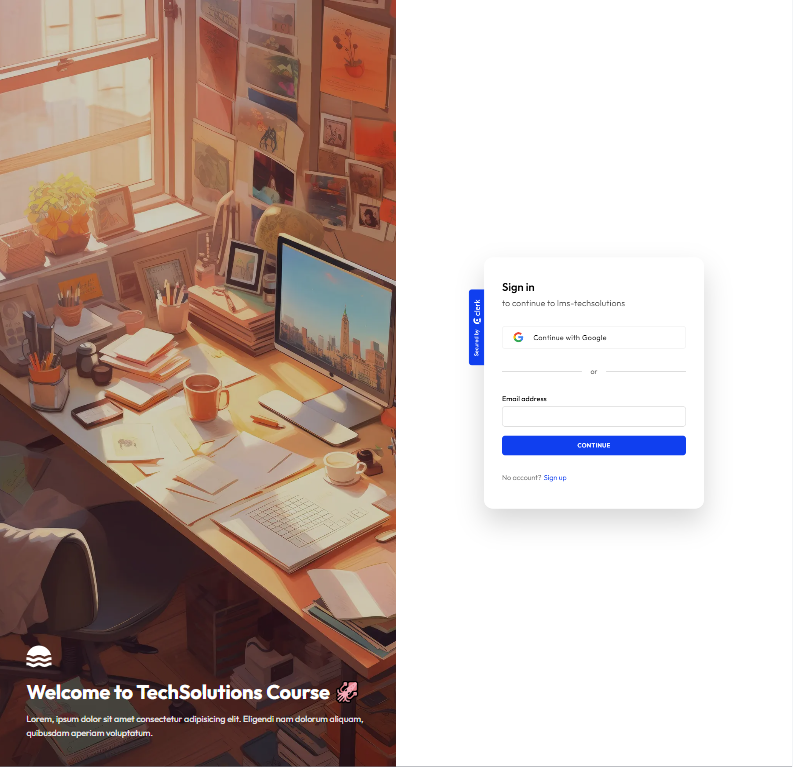 Welcome to TechSolutions Course 🦑
Lorem, ipsum dolor sit amet consectetur adipisicing elit. Eligendi nam dolorum aliquam,
quibusdam aperiam voluptatum.
Secured by clerk
Sign in
to continue to lms-techsolutions
Continue with Google
or
Email address
CONTINUE
No account? Sign up